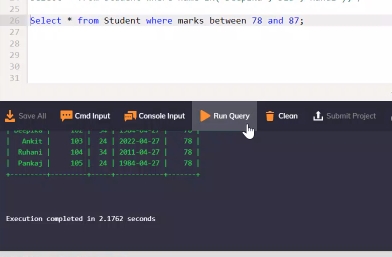 25
26 Select * from Student where marks between 78 and 87;
27
28
29
30
31
Save All Cmd Input Console Input Run Query Clean Submit Project
| Deepika | 102 | 34 | 1984-04-27 | 78 |
| Ankit | 103 | 24 | 2022-04-27 | 78 |
| Ruhani | 104 | 34 | 2011-04-27 | 78 |
| Pankaj | 105 | 24 | 1984-04-27 | 78 |
+---------+---------+----+------------+-------+
Execution completed in 2.1762 seconds